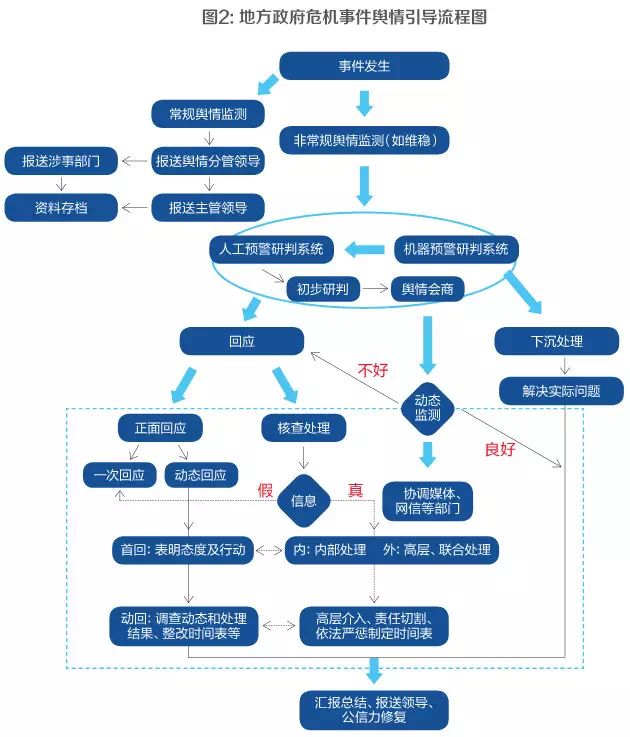 图2: 地方政府危机事件舆情引导流程图
事件发生
常规舆情监测
非常规舆情监测(如维稳)
报送涉事部门
报送舆情分管领导
资料存档
报送主管领导
人工预警研判系统
机器预警研判系统
初步研判
舆情会商
回应
下沉处理
不好
动态
监测
解决实际问题
正面回应
核查处理
良好
一次回应
动态回应
假
信息
真
协调媒体、
网信等部门
首回: 表明态度及行动
内: 内部处理 外: 高层、联合处理
动回: 调查动态和处理
结果、整改时间表等
高层介入、责任切割、
依法严惩制定时间表
汇报总结、报送领导、
公信力修复